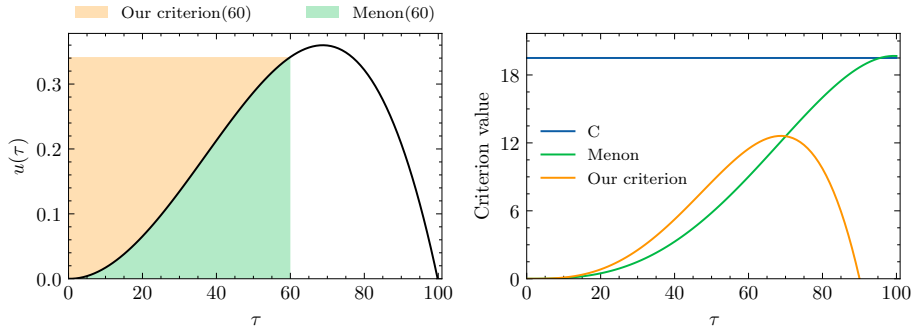 Our criterion(60) Menon(60)
u(τ)
0.3
0.2
0.1
0.0
0 20 40 60 80 100
τ
Criterion value
18
12
6
0
C
Menon
Our criterion
0 20 40 60 80 100
τ